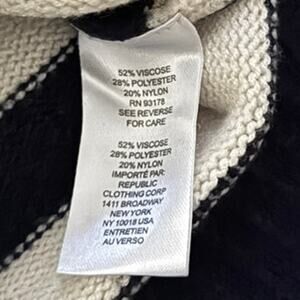 52% VISCOSE
28% POLYESTER
20% NYLON
RN 93178
SEE REVERSE
FOR CARE
52% VISCOSE
28% POLYESTER
20% NYLON
IMPORTÉ PAR:
REPUBLIC
CLOTHING CORP
1411 BROADWAY
NEW YORK
NY 10018 USA
ENTRETIEN
AU VERSO